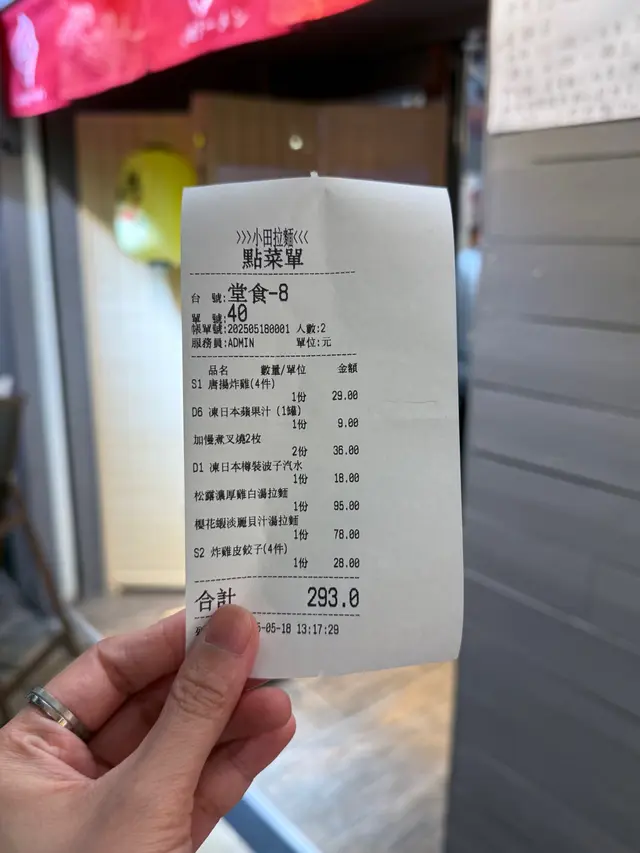 >>>小田拉麵<<<
點菜單
台 號:堂食-8
單 號:40
帳單號:202505180001 人數:2
服務員:ADMIN 單位:元
品名 數量/單位 金額
S1 唐揚炸雞(4件)
1份 29.00
D6 凍日本蘋果汁 (1罐)
1份 9.00
加慢煮叉燒2枚
2份 36.00
D1 凍日本樽裝波子汽水
1份 18.00
松露濃厚雞白湯拉麵
1份 95.00
櫻花蝦淡麗貝汁湯拉麵
1份 78.00
S2 炸雞皮餃子(4件)
1份 28.00
合計 293.0
5-05-18 13:17:29